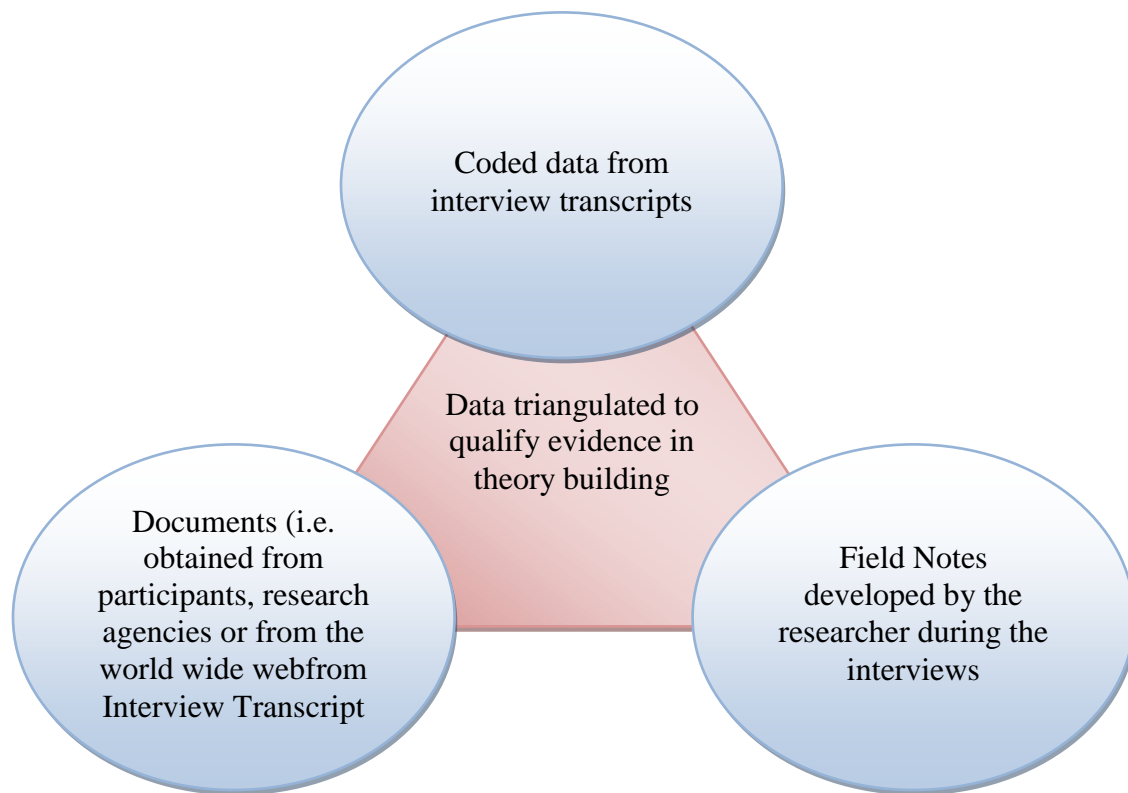 Coded data from
interview transcripts
Data triangulated to
qualify evidence in
theory building
Documents (i.e.
obtained from
participants, research
agencies or from the
world wide webfrom
Interview Transcript
Field Notes
developed by the
researcher during the
interviews